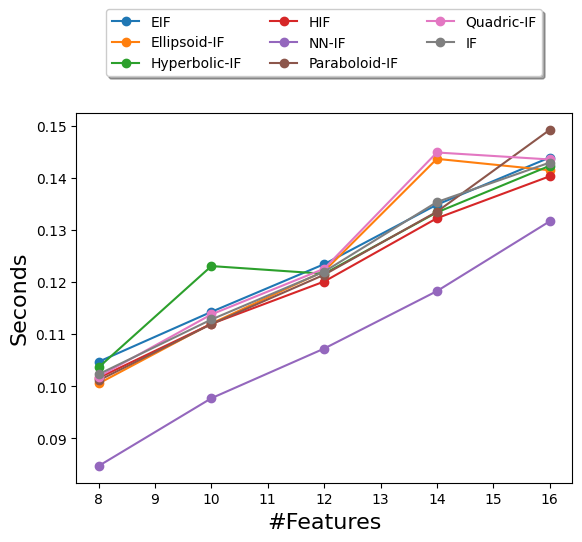 EIF HIF Quadric-IF
Ellipsoid-IF NN-IF IF
Hyperbolic-IF Paraboloid-IF
0.15
0.14
0.13
0.12
0.11
0.10
0.09
Seconds
8 9 10 11 12 13 14 15 16
#Features